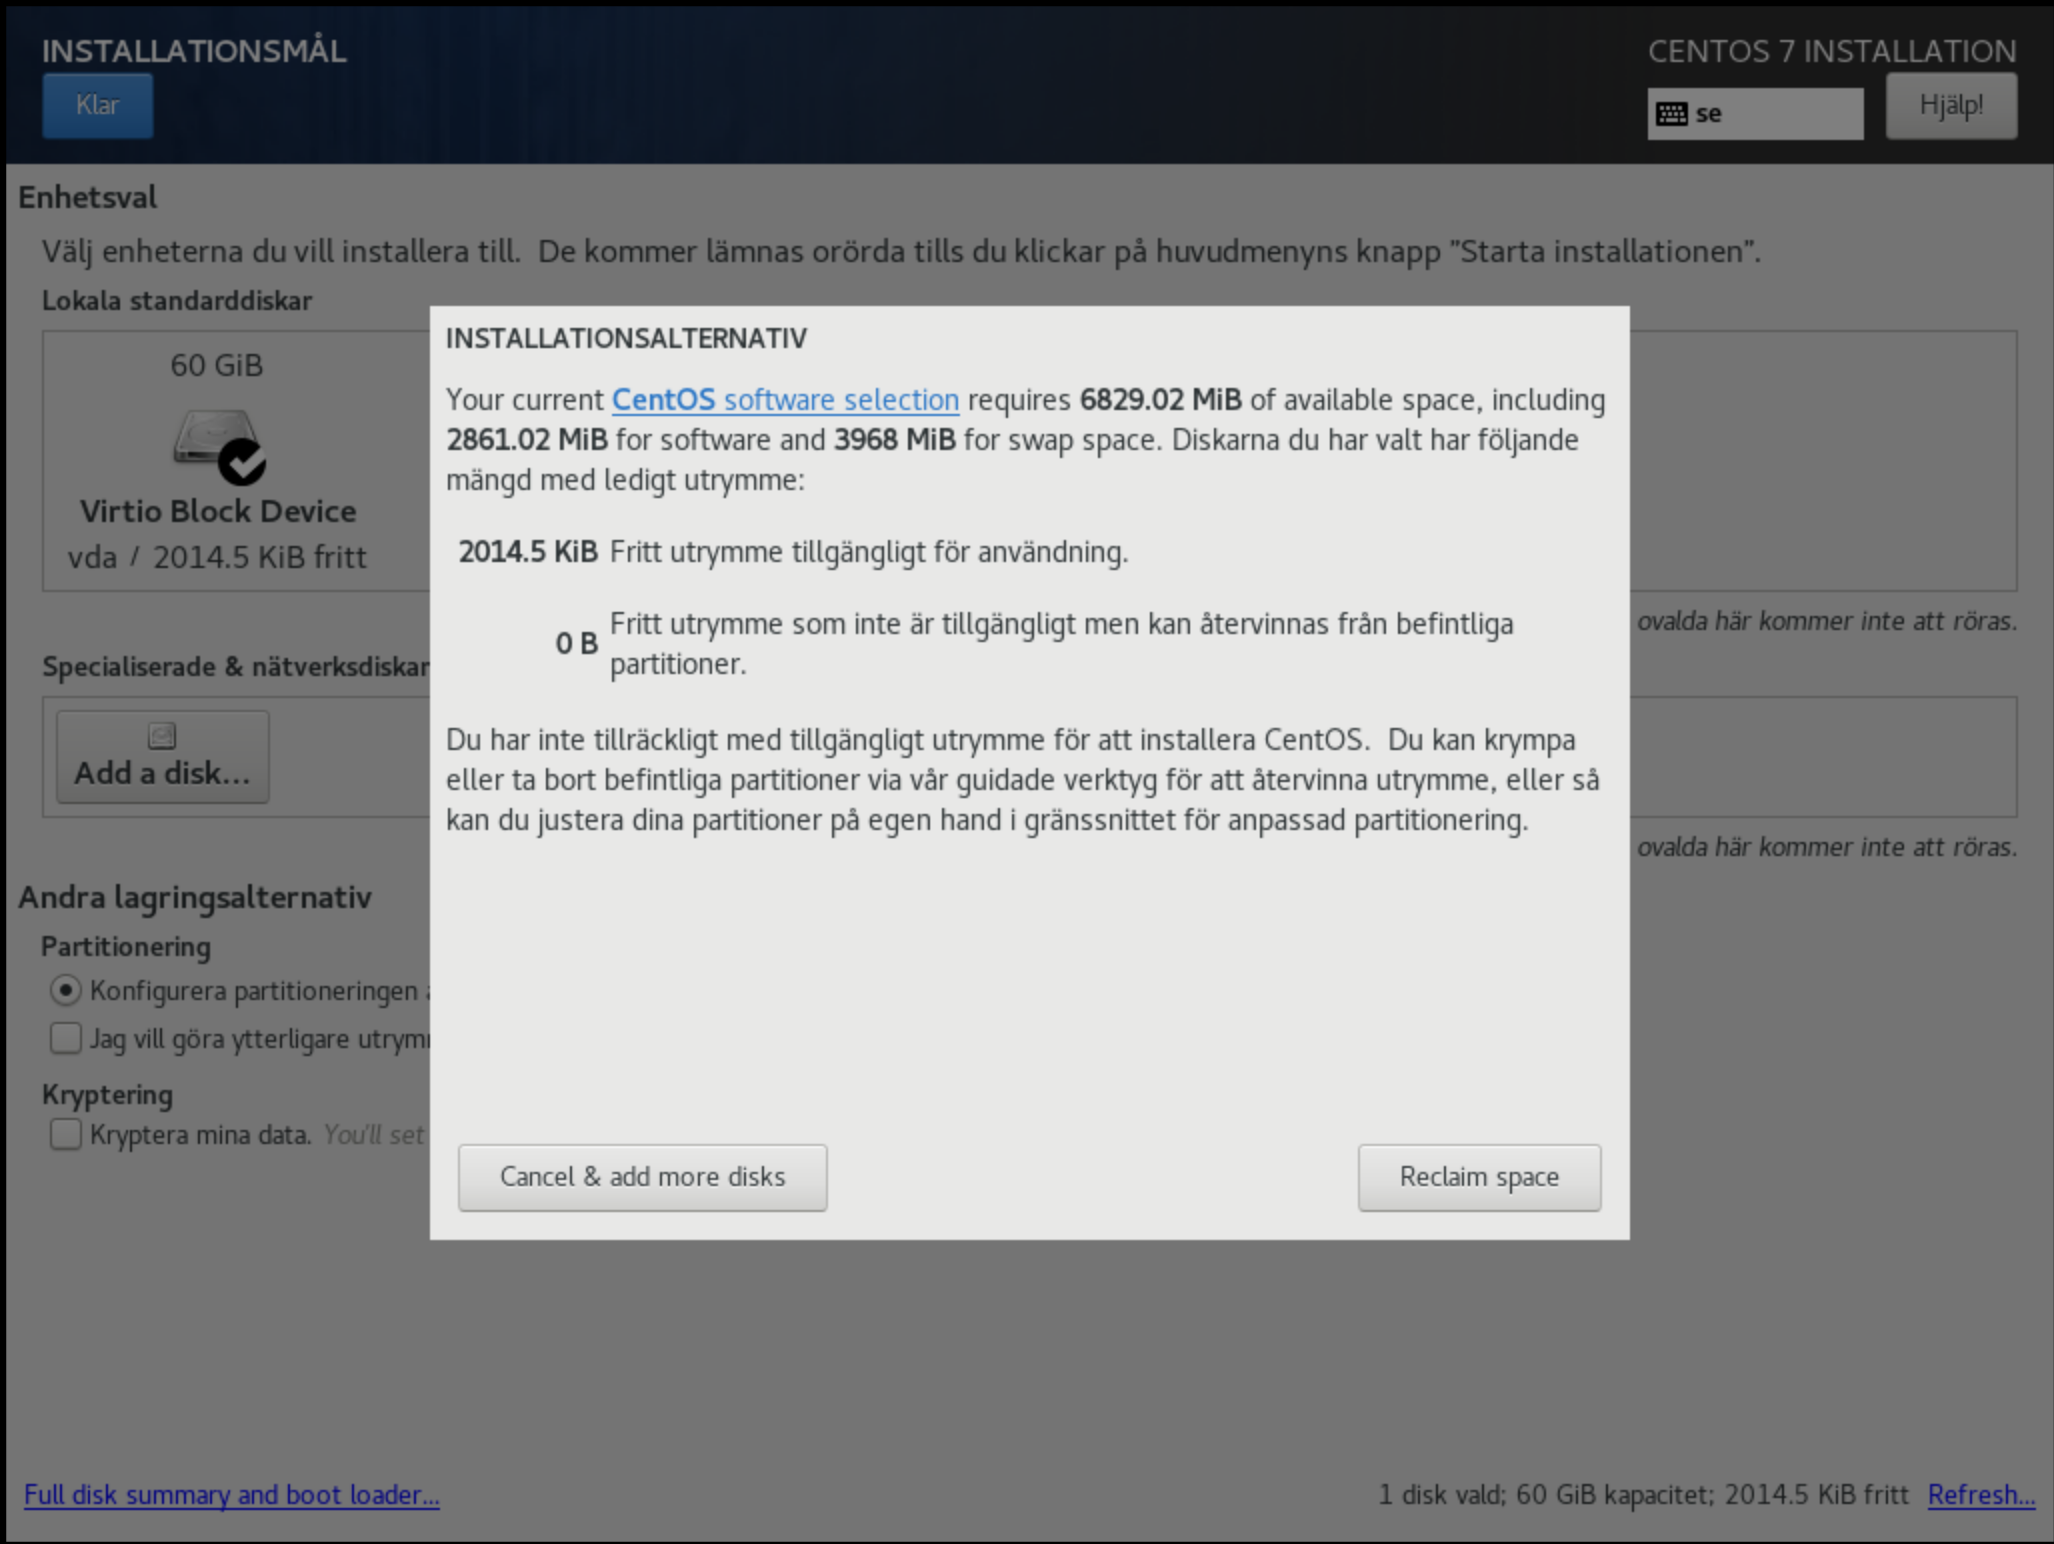 INSTALLATIONSMÅL
CENTOS 7 INSTALLATION
Klar
se
Hjälp!
Enhetsval
Välj enheterna du vill installera till.  De kommer lämnas orörda tills du klickar på huvudmenyns knapp "Starta installationen".
Lokala standarddiskar
60 GiB
Virtio Block Device
vda / 2014.5 KiB fritt
ovalda här kommer inte att röras.
Specialiserade & nätverksdiskar
Add a disk...
ovalda här kommer inte att röras.
Andra lagringsalternativ
Partitionering
Konfigurera partitioneringen
Jag vill göra ytterligare
Kryptering
Kryptera mina data. You'll set
INSTALLATIONSALTERNATIV
Your current CentOS software selection requires 6829.02 MiB of available space, including
2861.02 MiB for software and 3968 MiB for swap space. Diskarna du har valt har följande
mängd med ledigt utrymme:
2014.5 KiB Fritt utrymme tillgängligt för användning.
0 B Fritt utrymme som inte är tillgängligt men kan återvinnas från befintliga
partitioner.
Du har inte tillräckligt med tillgängligt utrymme för att installera CentOS.  Du kan krympa
eller ta bort befintliga partitioner via vår guidade verktyg för att återvinna utrymme, eller så
kan du justera dina partitioner på egen hand i gränssnittet för anpassad partitionering.
Cancel & add more disks
Reclaim space
Full disk summary and boot loader...
1 disk vald; 60 GiB kapacitet; 2014.5 KiB fritt Refresh...